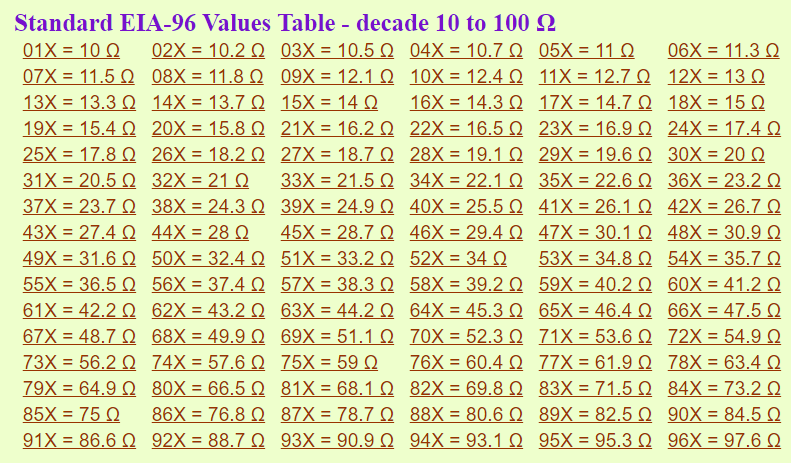 Standard EIA-96 Values Table - decade 10 to 100 Ω
01X = 10 Ω 02X = 10.2 Ω 03X = 10.5 Ω 04X = 10.7 Ω 05X = 11 Ω 06X = 11.3 Ω
07X = 11.5 Ω 08X = 11.8 Ω 09X = 12.1 Ω 10X = 12.4 Ω 11X = 12.7 Ω 12X = 13 Ω
13X = 13.3 Ω 14X = 13.7 Ω 15X = 14 Ω 16X = 14.3 Ω 17X = 14.7 Ω 18X = 15 Ω
19X = 15.4 Ω 20X = 15.8 Ω 21X = 16.2 Ω 22X = 16.5 Ω 23X = 16.9 Ω 24X = 17.4 Ω
25X = 17.8 Ω 26X = 18.2 Ω 27X = 18.7 Ω 28X = 19.1 Ω 29X = 19.6 Ω 30X = 20 Ω
31X = 20.5 Ω 32X = 21 Ω 33X = 21.5 Ω 34X = 22.1 Ω 35X = 22.6 Ω 36X = 23.2 Ω
37X = 23.7 Ω 38X = 24.3 Ω 39X = 24.9 Ω 40X = 25.5 Ω 41X = 26.1 Ω 42X = 26.7 Ω
43X = 27.4 Ω 44X = 28 Ω 45X = 28.7 Ω 46X = 29.4 Ω 47X = 30.1 Ω 48X = 30.9 Ω
49X = 31.6 Ω 50X = 32.4 Ω 51X = 33.2 Ω 52X = 34 Ω 53X = 34.8 Ω 54X = 35.7 Ω
55X = 36.5 Ω 56X = 37.4 Ω 57X = 38.3 Ω 58X = 39.2 Ω 59X = 40.2 Ω 60X = 41.2 Ω
61X = 42.2 Ω 62X = 43.2 Ω 63X = 44.2 Ω 64X = 45.3 Ω 65X = 46.4 Ω 66X = 47.5 Ω
67X = 48.7 Ω 68X = 49.9 Ω 69X = 51.1 Ω 70X = 52.3 Ω 71X = 53.6 Ω 72X = 54.9 Ω
73X = 56.2 Ω 74X = 57.6 Ω 75X = 59 Ω 76X = 60.4 Ω 77X = 61.9 Ω 78X = 63.4 Ω
79X = 64.9 Ω 80X = 66.5 Ω 81X = 68.1 Ω 82X = 69.8 Ω 83X = 71.5 Ω 84X = 73.2 Ω
85X = 75 Ω 86X = 76.8 Ω 87X = 78.7 Ω 88X = 80.6 Ω 89X = 82.5 Ω 90X = 84.5 Ω
91X = 86.6 Ω 92X = 88.7 Ω 93X = 90.9 Ω 94X = 93.1 Ω 95X = 95.3 Ω 96X = 97.6 Ω